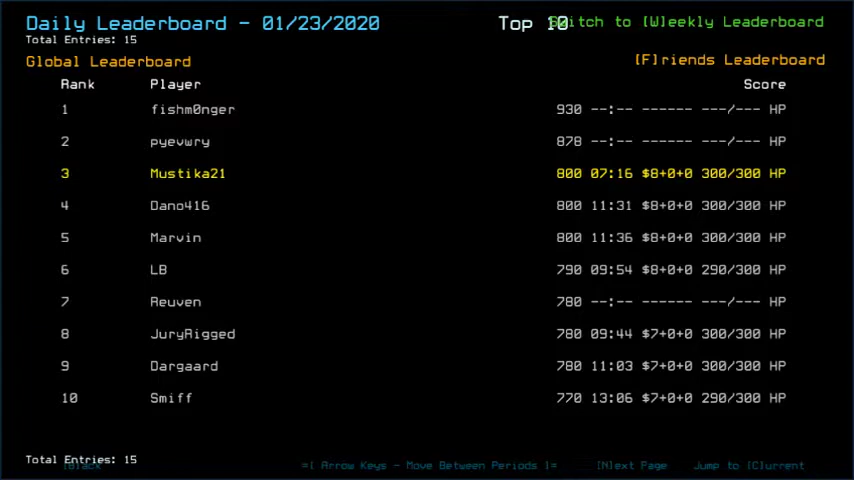 Daily Leaderboard - 01/23/2020 Top 10 Switch to [W]eekly Leaderboard
Total Entries: 15
Global Leaderboard [F]riends Leaderboard
Rank Player Score
1 fishm0nger 930 --:-- ------ ---/--- HP
2 pyevwry 878 --:-- ------ ---/--- HP
3 Mustika21 800 07:16 $8+0+0 300/300 HP
4 Dano416 800 11:31 $8+0+0 300/300 HP
5 Marvin 800 11:36 $8+0+0 300/300 HP
6 LB 790 09:54 $8+0+0 290/300 HP
7 Reuven 780 --:-- ------ ---/--- HP
8 JuryRigged 780 09:44 $7+0+0 300/300 HP
9 Dargaard 780 11:03 $7+0+0 300/300 HP
10 Smiff 770 13:06 $7+0+0 290/300 HP
Total Entries: 15
[B]ack =[ Arrow Keys - Move Between Periods ]= [N]ext Page Jump to [C]urrent